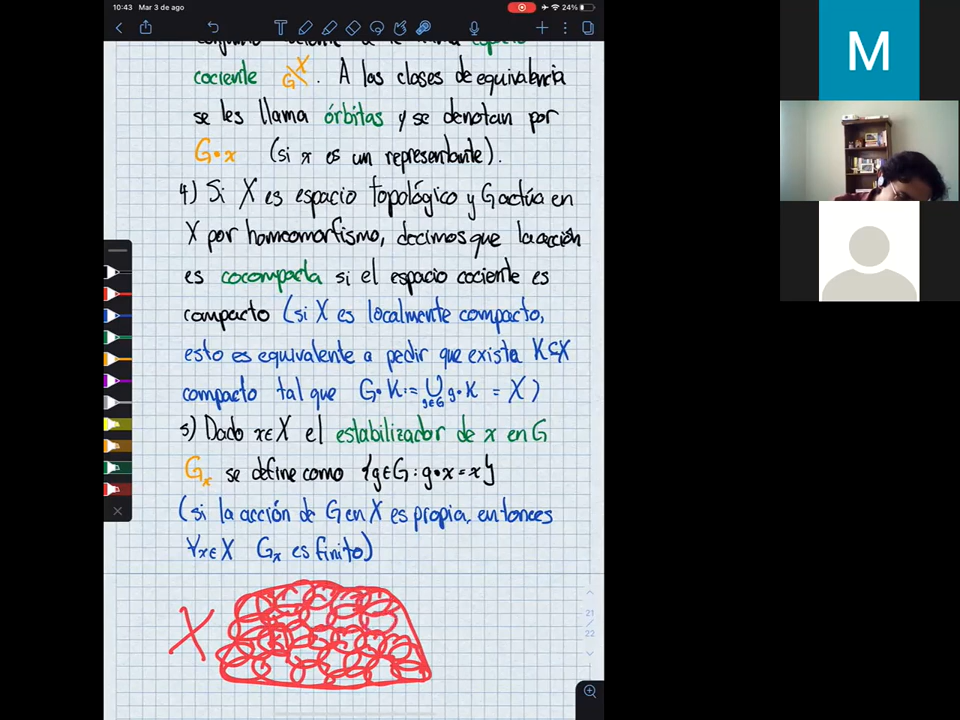 10:43 Mar 3 de ago
24%
cociente G\X. A las clases de equivalencia
se les llama órbitas y se denotan por
G·x (si x es un representante).
4) Si X es espacio topológico y G actúa en
X por homeomorfismo, decimos que la acción
es cocompacta si el espacio cociente es
compacto (si X es localmente compacto,
esto es equivalente a pedir que exista K⊂X
compacto tal que G·K := ⋃g∈G g·K = X)
5) Dado x∈X el estabilizador de x en G
Gx se define como {g∈G : g·x = x}
(si la acción de G en X es propia, entonces
∀x∈X Gx es finito)
X
21
/
22
M